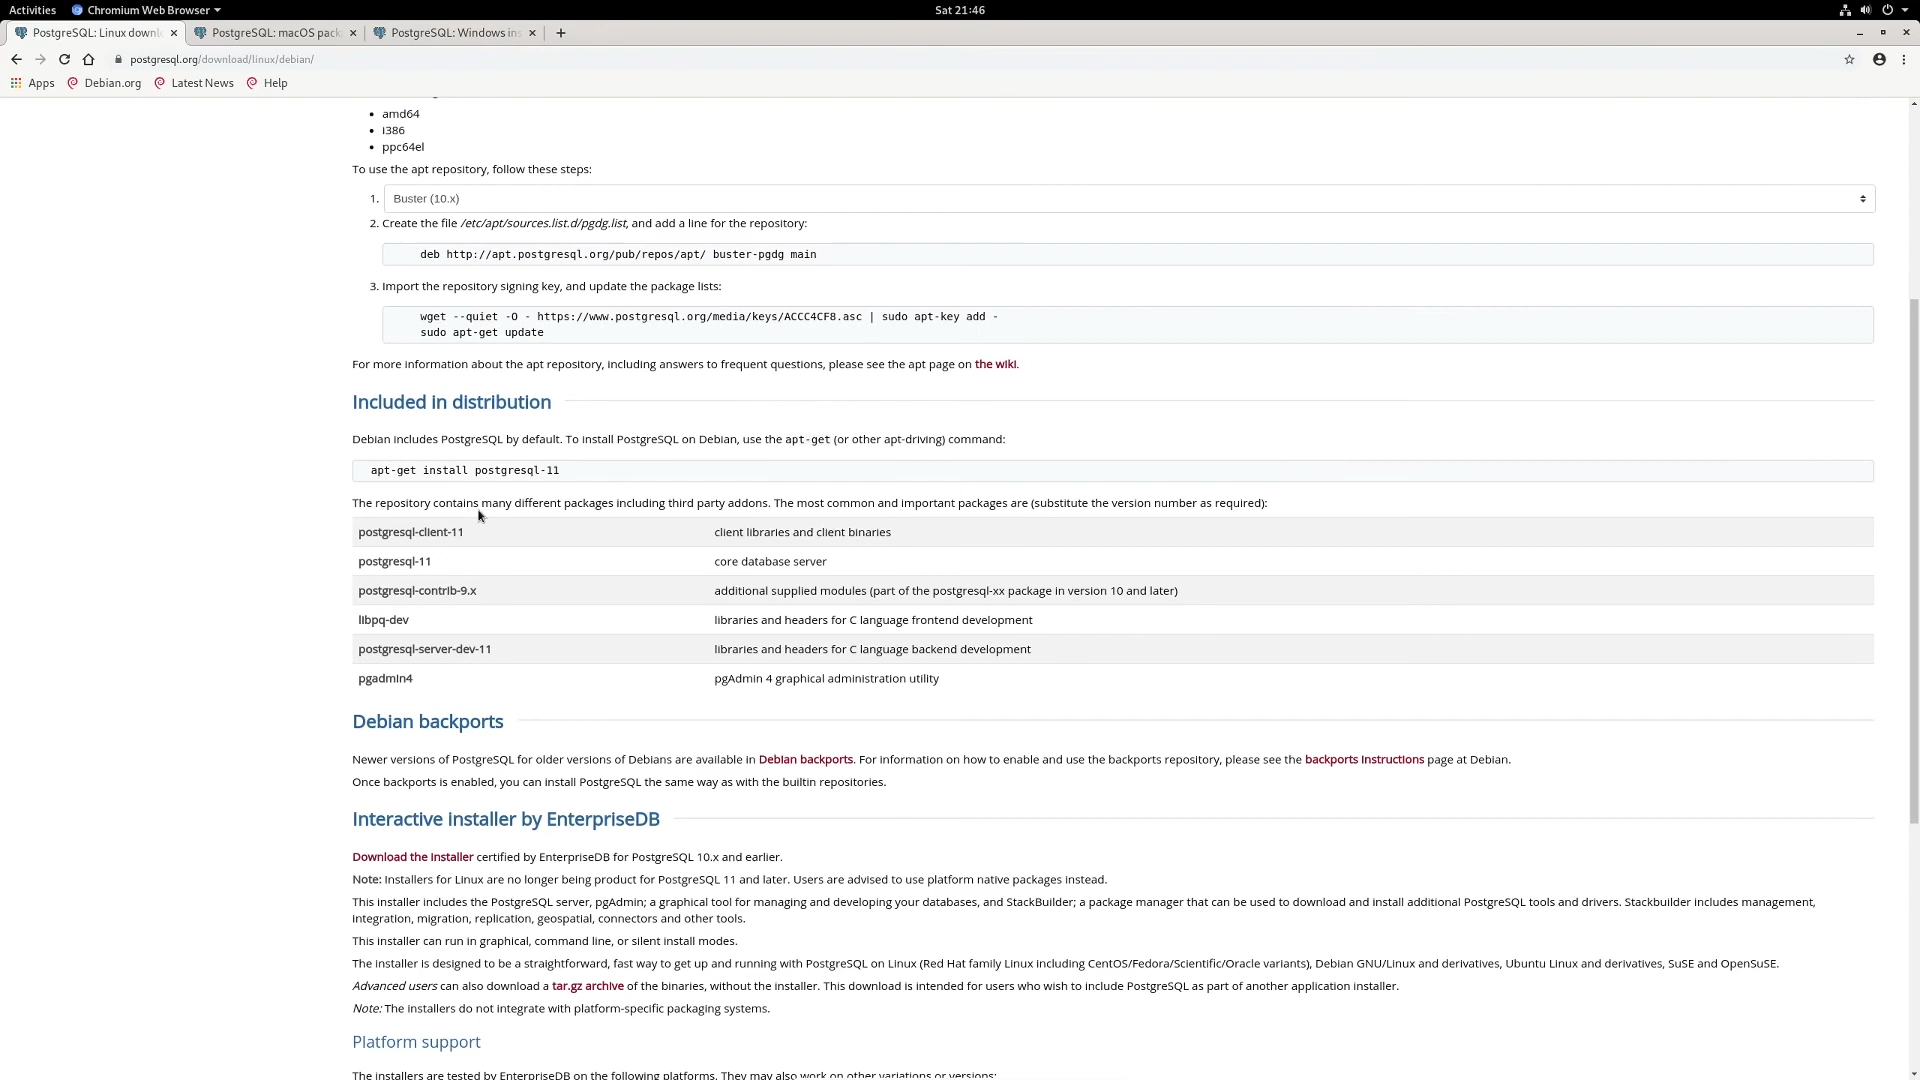 Activities
Chromium Web Browser
Sat 21:46
PostgreSQL: Linux downl
PostgreSQL: macOS pack
PostgreSQL: Windows ins
postgresql.org/download/linux/debian/
Apps
Debian.org
Latest News
Help
• amd64
• i386
• ppc64el
To use the apt repository, follow these steps:
1. Buster (10.x)
2. Create the file /etc/apt/sources.list.d/pgdg.list, and add a line for the repository:
deb http://apt.postgresql.org/pub/repos/apt/ buster-pgdg main
3. Import the repository signing key, and update the package lists:
wget --quiet -O - https://www.postgresql.org/media/keys/ACCC4CF8.asc | sudo apt-key add -
sudo apt-get update
For more information about the apt repository, including answers to frequent questions, please see the apt page on the wiki.
Included in distribution
Debian includes PostgreSQL by default. To install PostgreSQL on Debian, use the apt-get (or other apt-driving) command:
apt-get install postgresql-11
The repository contains many different packages including third party addons. The most common and important packages are (substitute the version number as required):
postgresql-client-11 client libraries and client binaries
postgresql-11 core database server
postgresql-contrib-9.x additional supplied modules (part of the postgresql-xx package in version 10 and later)
libpq-dev libraries and headers for C language frontend development
postgresql-server-dev-11 libraries and headers for C language backend development
pgadmin4 pgAdmin 4 graphical administration utility
Debian backports
Newer versions of PostgreSQL for older versions of Debians are available in Debian backports. For information on how to enable and use the backports repository, please see the backports instructions page at Debian.
Once backports is enabled, you can install PostgreSQL the same way as with the builtin repositories.
Interactive installer by EnterpriseDB
Download the installer certified by EnterpriseDB for PostgreSQL 10.x and earlier.
Note: Installers for Linux are no longer being product for PostgreSQL 11 and later. Users are advised to use platform native packages instead.
This installer includes the PostgreSQL server, pgAdmin; a graphical tool for managing and developing your databases, and StackBuilder; a package manager that can be used to download and install additional PostgreSQL tools and drivers. Stackbuilder includes management,
integration, migration, replication, geospatial, connectors and other tools.
This installer can run in graphical, command line, or silent install modes.
The installer is designed to be a straightforward, fast way to get up and running with PostgreSQL on Linux (Red Hat family Linux including CentOS/Fedora/Scientific/Oracle variants), Debian GNU/Linux and derivatives, Ubuntu Linux and derivatives, SuSE and OpenSuSE.
Advanced users can also download a tar.gz archive of the binaries, without the installer. This download is intended for users who wish to include PostgreSQL as part of another application installer.
Note: The installers do not integrate with platform-specific packaging systems.
Platform support
The installers are tested by EnterpriseDB on the following platforms. They may also work on other variations or versions: